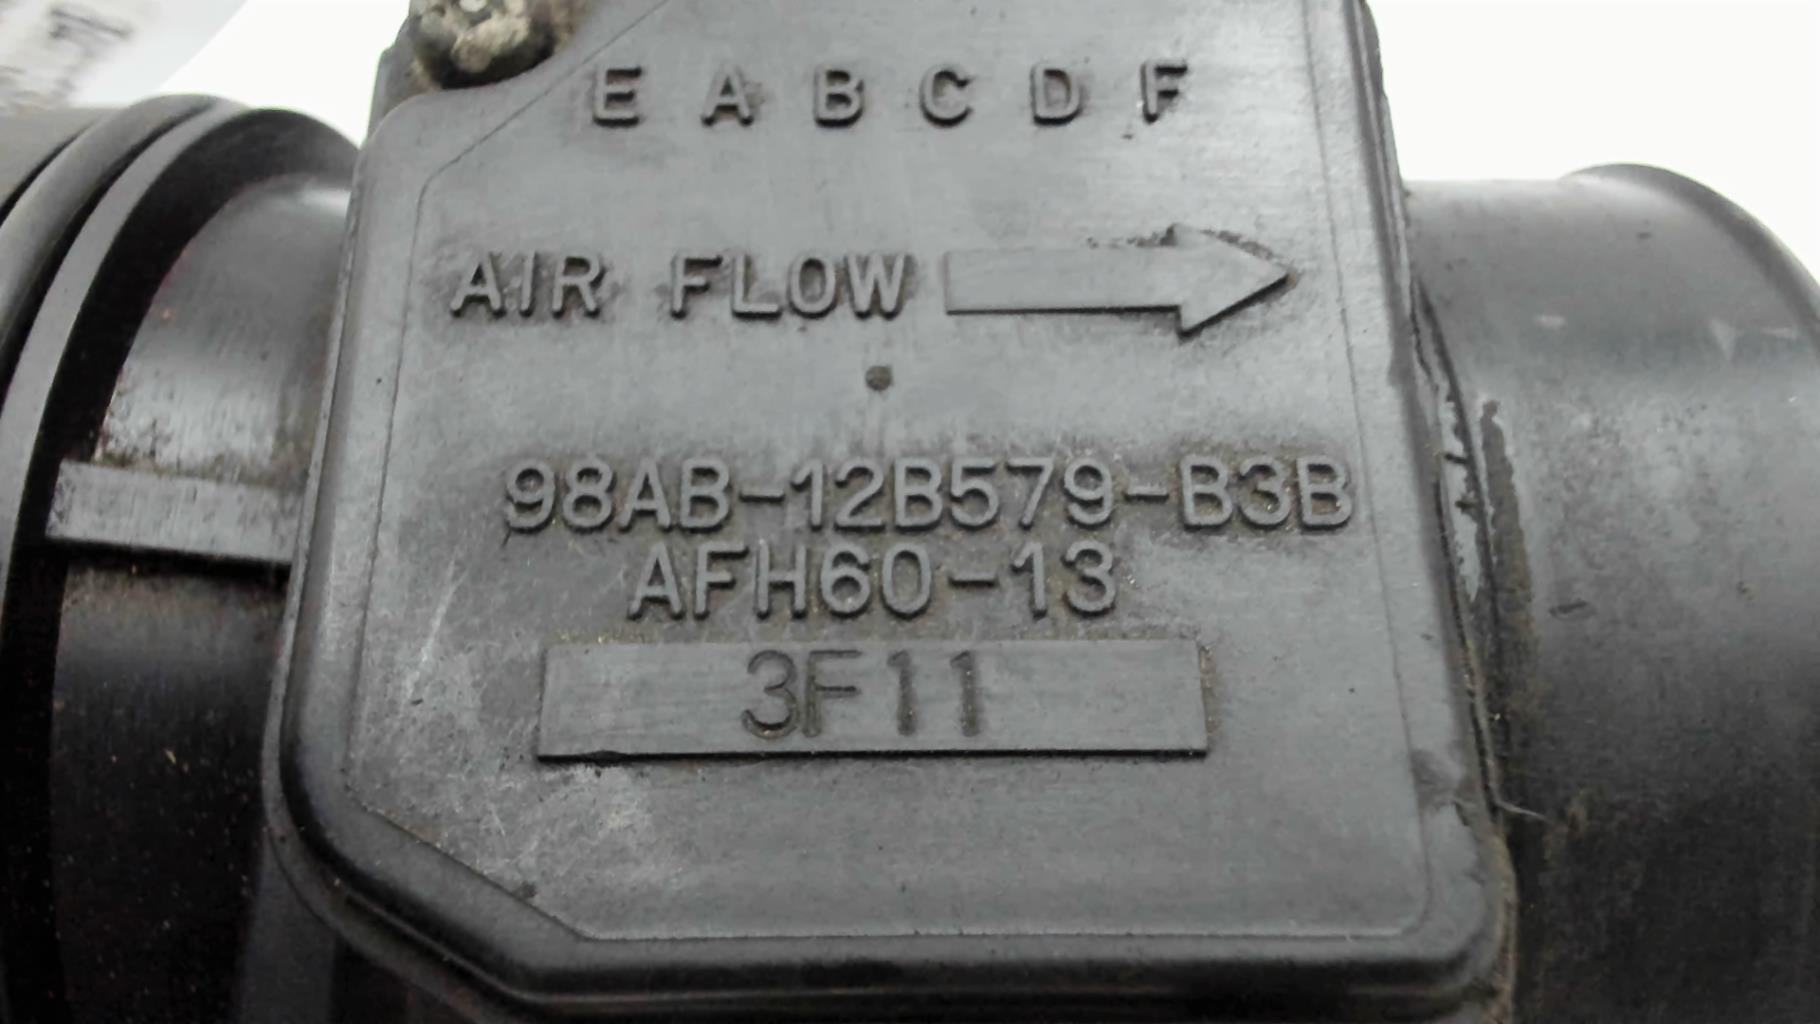 E A B C D F
AIR FLOW
98AB-12B579-B3B
AFH60-13
3F11